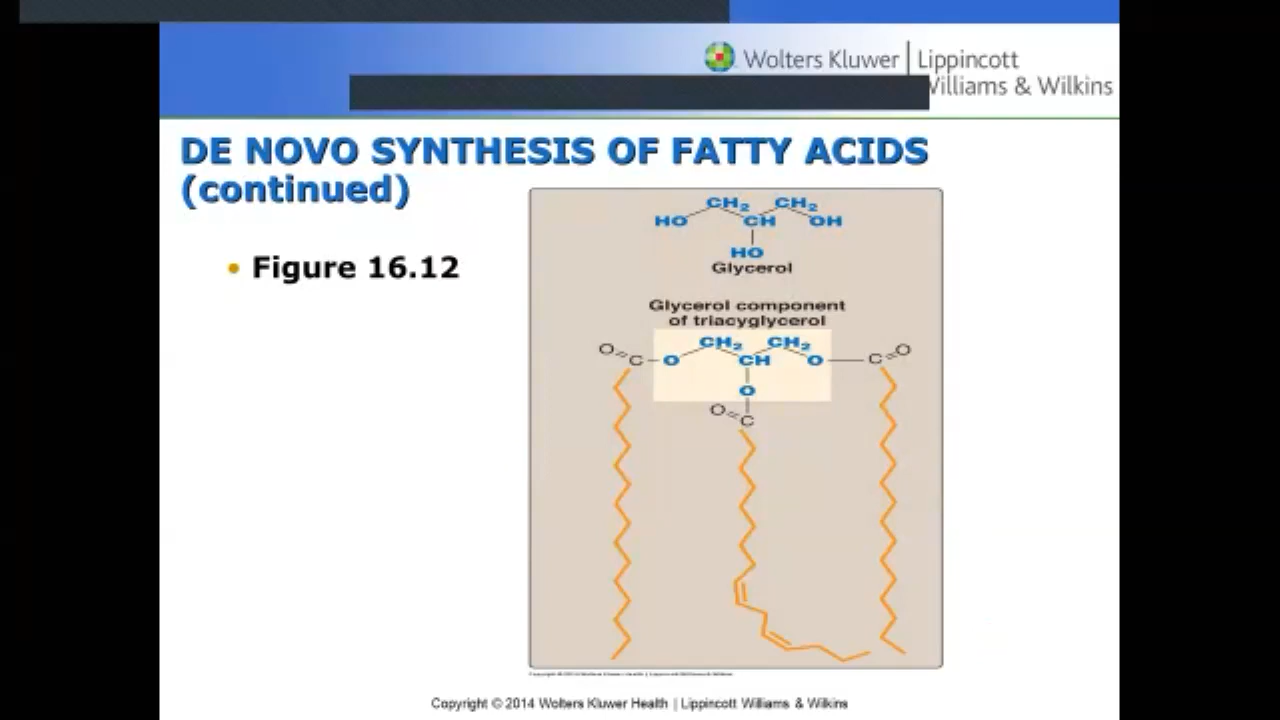 Wolters Kluwer | Lippincott
Williams & Wilkins
DE NOVO SYNTHESIS OF FATTY ACIDS
(continued)
• Figure 16.12
CH₂ CH₂
HO CH OH
HO
Glycerol
Glycerol component
of triacyglycerol
CH₂ CH₂
O C O CH O C O
O
O C
Copyright © 2014 Wolters Kluwer Health | Lippincott Williams & Wilkins